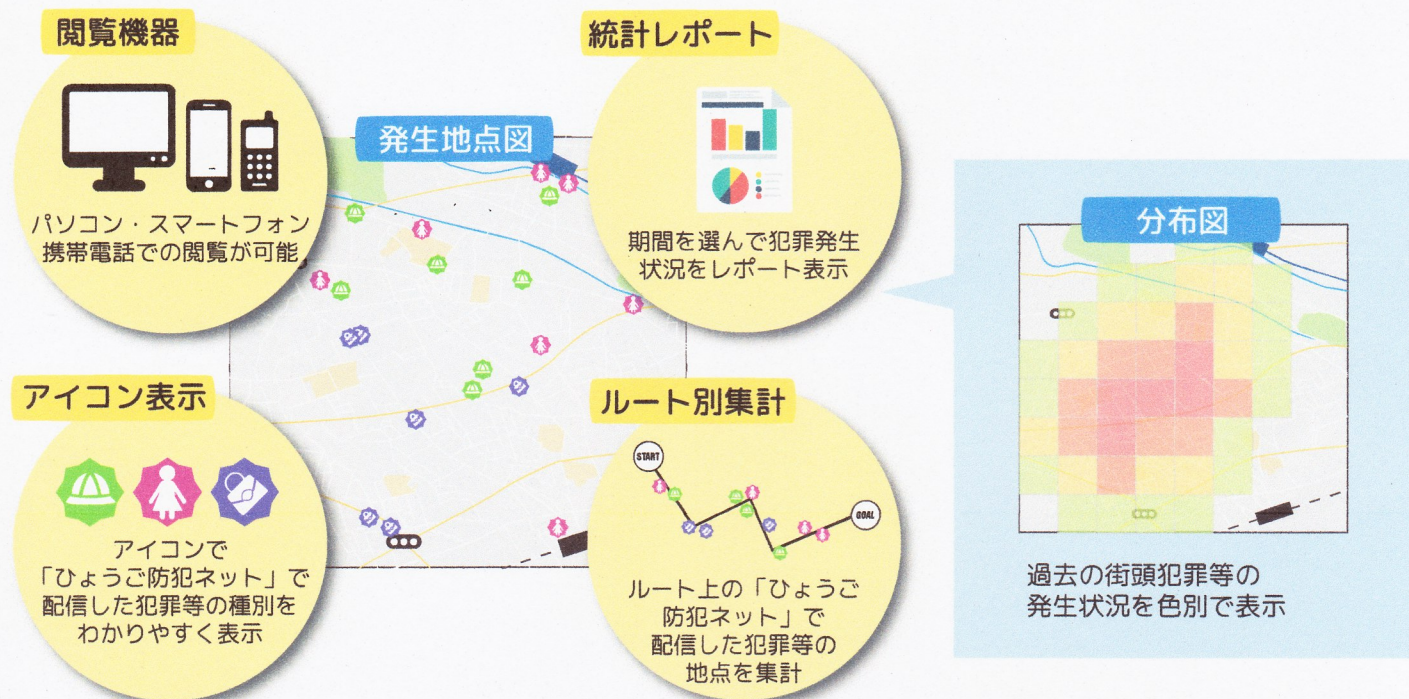 閲覧機器
パソコン・スマートフォン
携帯電話での閲覧が可能
発生地点図
統計レポート
期間を選んで犯罪発生
状況をレポート表示
アイコン表示
アイコンで
「ひょうご防犯ネット」で
配信した犯罪等の種別を
わかりやすく表示
ルート別集計
START
GOAL
ルート上の「ひょうご
防犯ネット」で
配信した犯罪等の
地点を集計
分布図
過去の街頭犯罪等の
発生状況を色別で表示